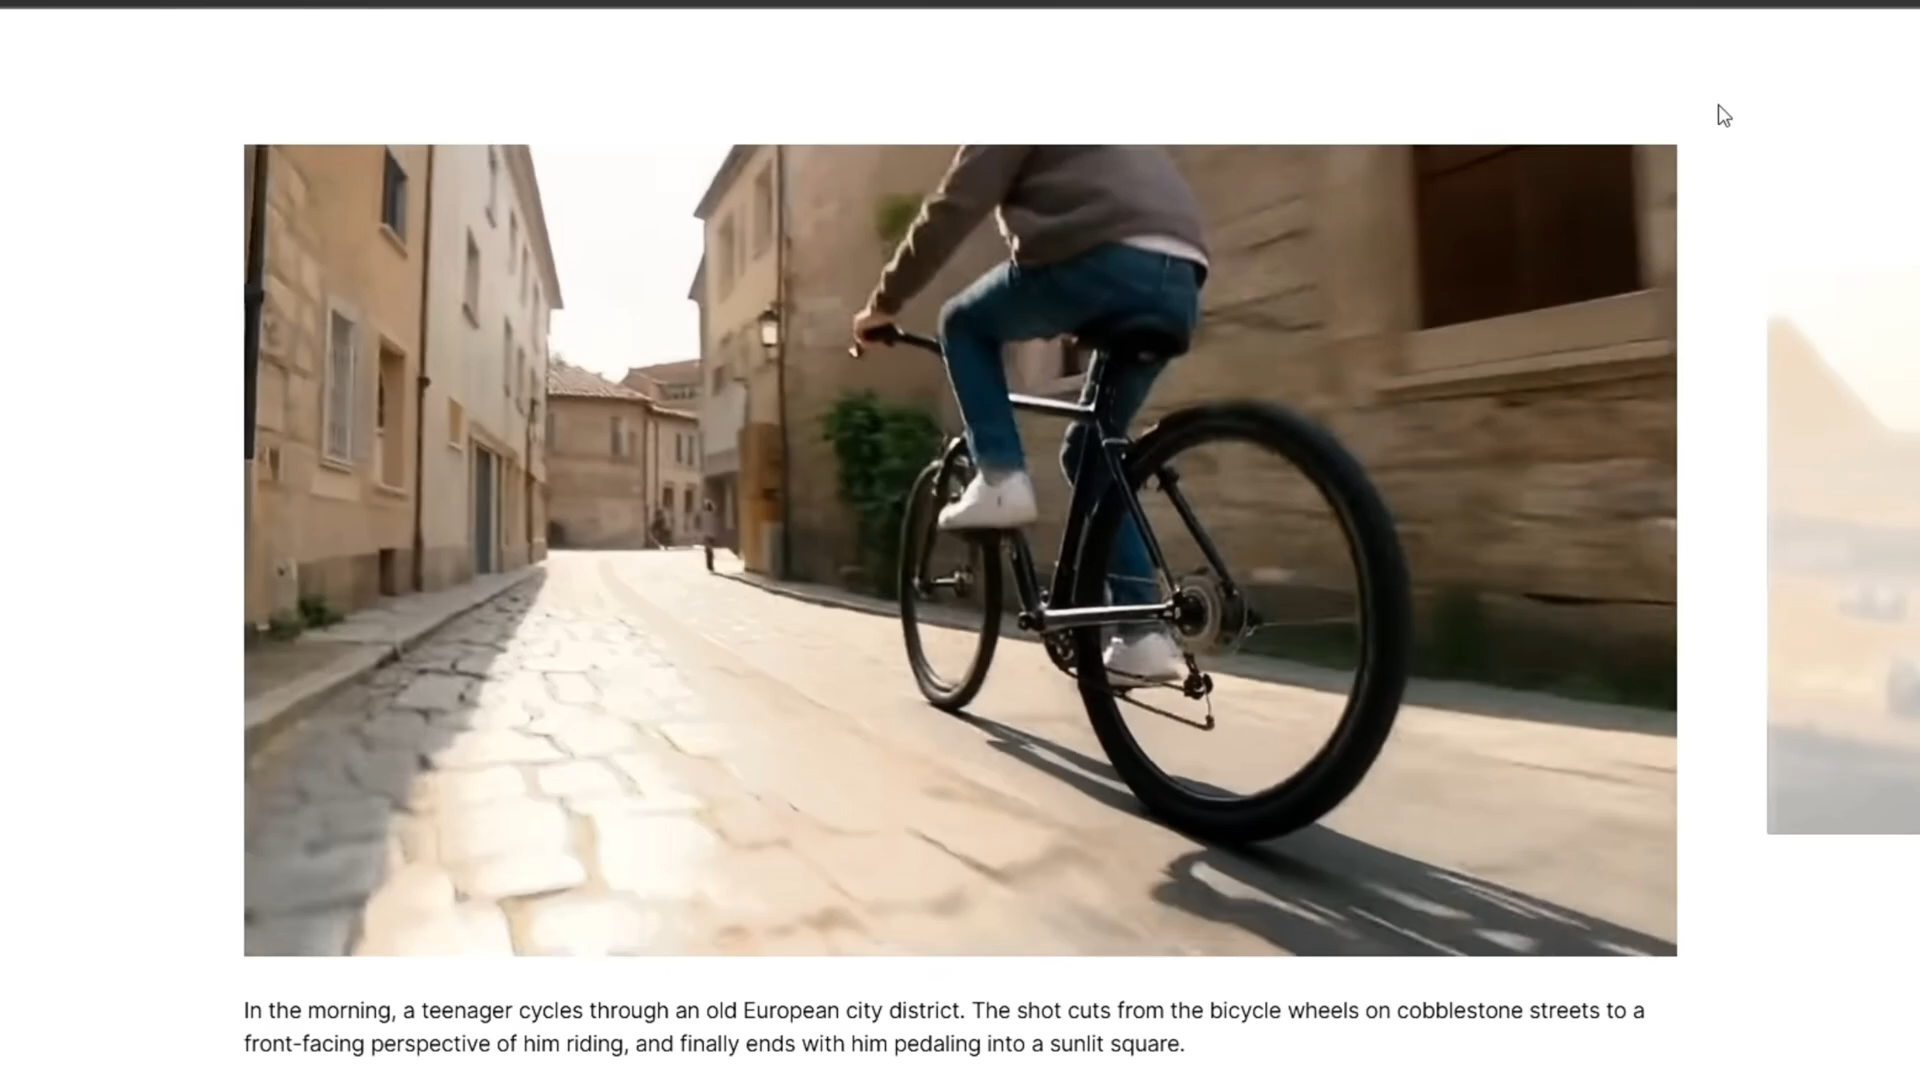 In the morning, a teenager cycles through an old European city district. The shot cuts from the bicycle wheels on cobblestone streets to a
front-facing perspective of him riding, and finally ends with him pedaling into a sunlit square.